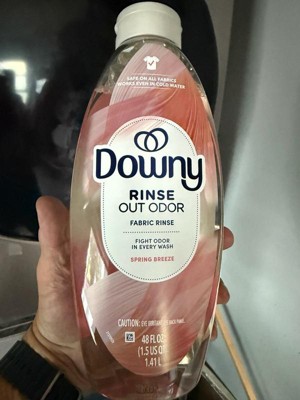 SAFE ON ALL FABRICS
WORKS EVEN IN COLD WATER
Downy
RINSE
OUT ODOR
FABRIC RINSE
FIGHT ODOR
IN EVERY WASH
SPRING BREEZE
CAUTION:
48 FL OZ
(1.5 US QT)
1.41 L